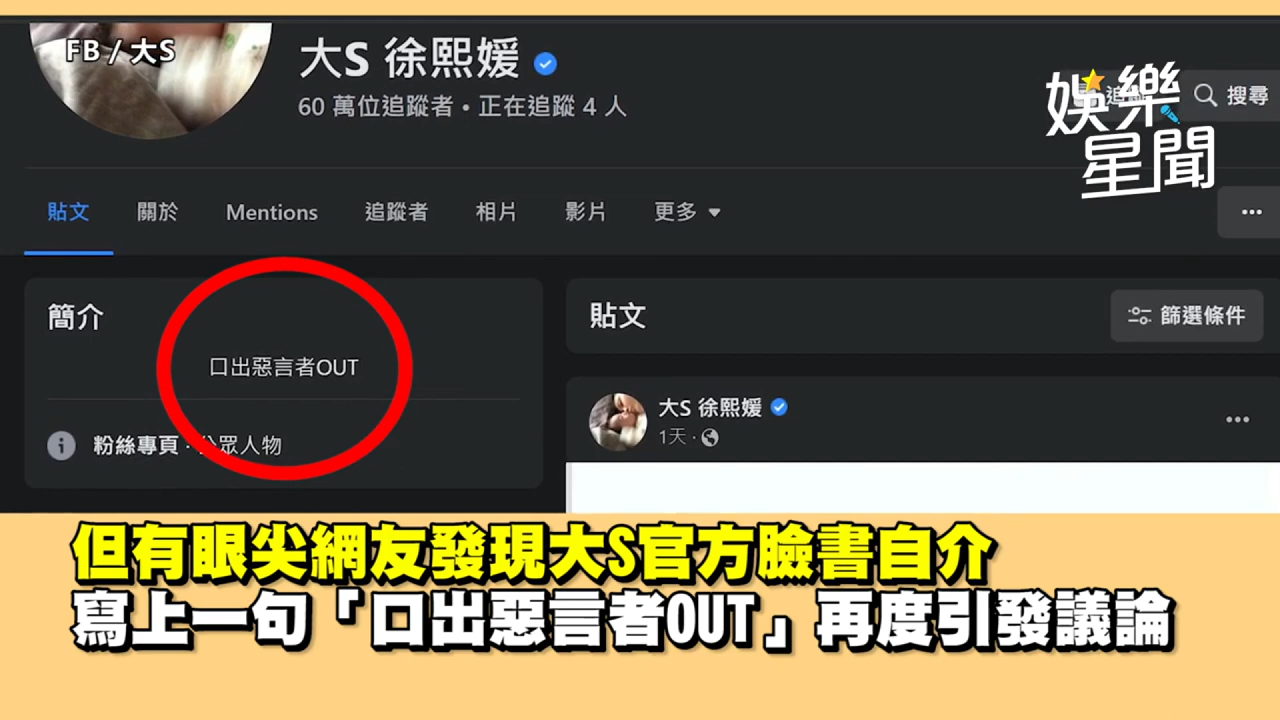 FB / 大S
大S 徐熙媛
60 萬位追蹤者 • 正在追蹤 4 人
娛樂星聞
搜尋
貼文 關於 Mentions 追蹤者 相片 影片 更多
簡介
口出惡言者OUT
粉絲專頁 · 公眾人物
貼文
篩選條件
大S 徐熙媛
1天 ·
但有眼尖網友發現大S官方臉書自介
寫上一句「口出惡言者OUT」再度引發議論